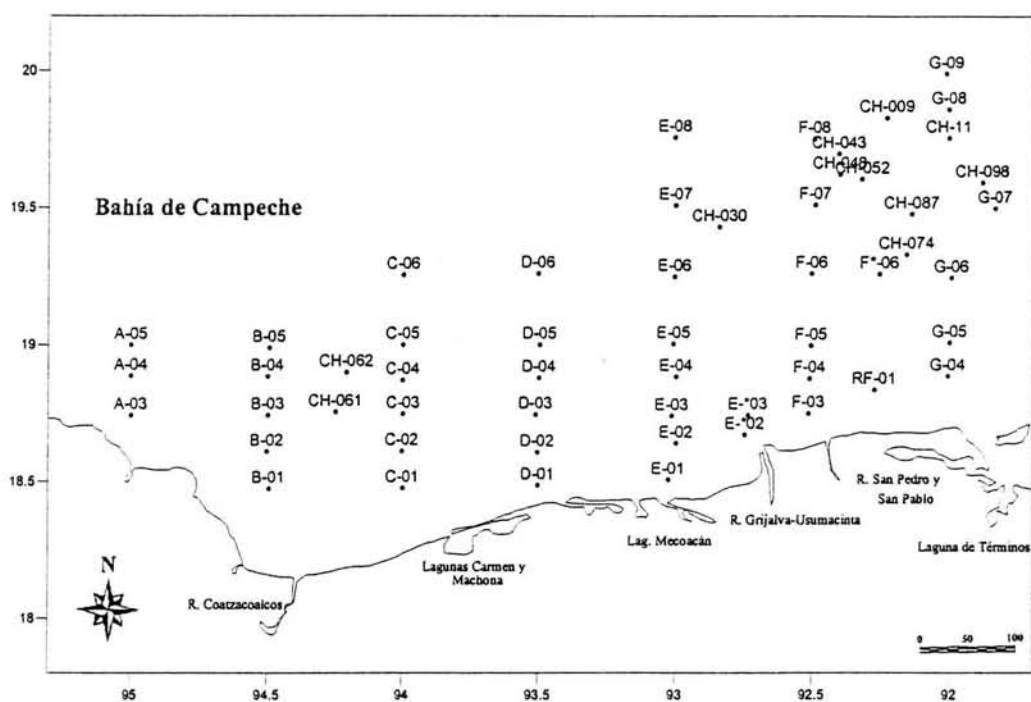 20
19.5
19
18.5
18
G-09
G-08
CH-009
CH-11
E-08
F-08
CH-043
CH-048
CH-052
CH-098
G-07
E-07
F-07
CH-087
CH-030
CH-074
Bahía de Campeche
C-06
D-06
E-06
F-06
F*-06
G-06
A-05
B-05
C-05
D-05
E-05
F-05
G-05
A-04
B-04
CH-062
C-04
D-04
E-04
F-04
RF-01
G-04
A-03
B-03
CH-061
C-03
D-03
E-03
E-*03
F-03
B-02
C-02
D-02
E-02
E-*02
B-01
C-01
D-01
E-01
R. San Pedro y
San Pablo
R. Grijalva-Usumacinta
Lag. Mecoacán
Laguna de Términos
Lagunas Carmen y
Machona
R. Coatzacoalcos
N
0 50 100
95 94.5 94 93.5 93 92.5 92